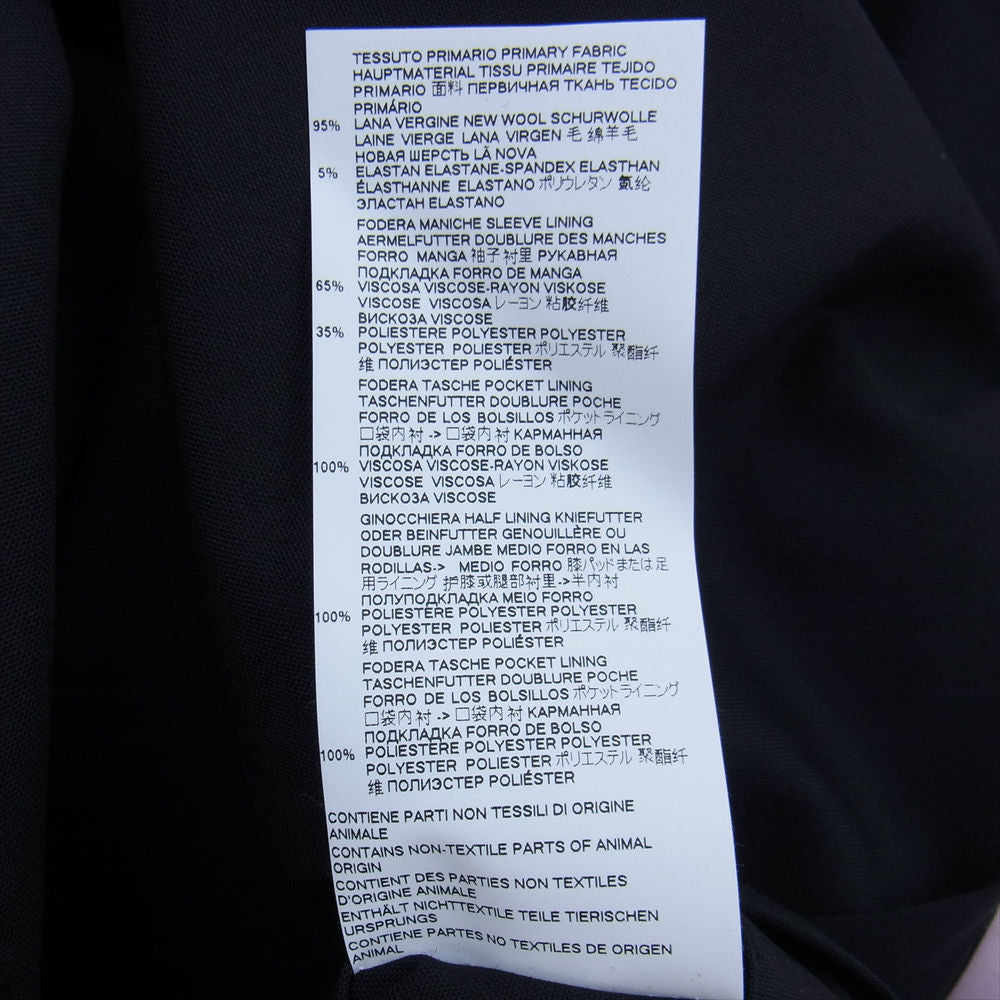 TESSUTO PRIMARIO PRIMARY FABRIC
HAUPTMATERIAL TISSU PRIMAIRE TEJIDO
PRIMARIO 面料 ПЕРВИЧНАЯ ТКАНЬ TECIDO
PRIMÁRIO
95% LANA VERGINE NEW WOOL SCHURWOLLE
LAINE VIERGE LANA VIRGEN 毛 绵羊毛
НОВАЯ ШЕРСТЬ LÃ NOVA
5% ELASTAN ELASTANE-SPANDEX ELASTHAN
ÉLASTHANNE ELASTANO ポリウレタン 氨纶
ЭЛАСТАН ELASTANO
FODERA MANICHE SLEEVE LINING
AERMELFUTTER DOUBLURE DES MANCHES
FORRO MANGA 袖子衬里 РУКАВНАЯ
ПОДКЛАДКА FORRO DE MANGA
65% VISCOSA VISCOSE-RAYON VISKOSE
VISCOSE VISCOSA レーヨン 粘胶纤维
ВИСКОЗА VISCOSE
35% POLIESTERE POLYESTER POLYESTER
POLYESTER POLIESTER ポリエステル 聚酯纤
维 ПОЛИЭСТЕР POLIÉSTER
FODERA TASCHE POCKET LINING
TASCHENFUTTER DOUBLURE POCHE
FORRO DE LOS BOLSILLOS ポケットライニング
口袋内衬 -> 口袋内衬 КАРМАННАЯ
ПОДКЛАДКА FORRO DE BOLSO
100% VISCOSA VISCOSE-RAYON VISKOSE
VISCOSE VISCOSA レーヨン 粘胶纤维
ВИСКОЗА VISCOSE
GINOCCHIERA HALF LINING KNIEFUTTER
ODER BEINFUTTER GENOUILLÈRE OU
DOUBLURE JAMBE MEDIO FORRO EN LAS
RODILLAS-> MEDIO FORRO 膝パッドまたは足
用ライニング 护膝或腿部衬里->半内衬
ПОЛУПОДКЛАДКА MEIO FORRO
100% POLIESTERE POLYESTER POLYESTER
POLYESTER POLIESTER ポリエステル 聚酯纤
维 ПОЛИЭСТЕР POLIÉSTER
FODERA TASCHE POCKET LINING
TASCHENFUTTER DOUBLURE POCHE
FORRO DE LOS BOLSILLOS ポケットライニング
口袋内衬 -> 口袋内衬 КАРМАННАЯ
ПОДКЛАДКА FORRO DE BOLSO
100% POLIESTERE POLYESTER POLYESTER
POLYESTER POLIESTER ポリエステル 聚酯纤
维 ПОЛИЭСТЕР POLIÉSTER
CONTIENE PARTI NON TESSILI DI ORIGINE
ANIMALE
CONTAINS NON-TEXTILE PARTS OF ANIMAL
ORIGIN
CONTIENT DES PARTIES NON TEXTILES
D'ORIGINE ANIMALE
ENTHÄLT NICHTTEXTILE TEILE TIERISCHEN
URSPRUNGS
CONTIENE PARTES NO TEXTILES DE ORIGEN
ANIMAL